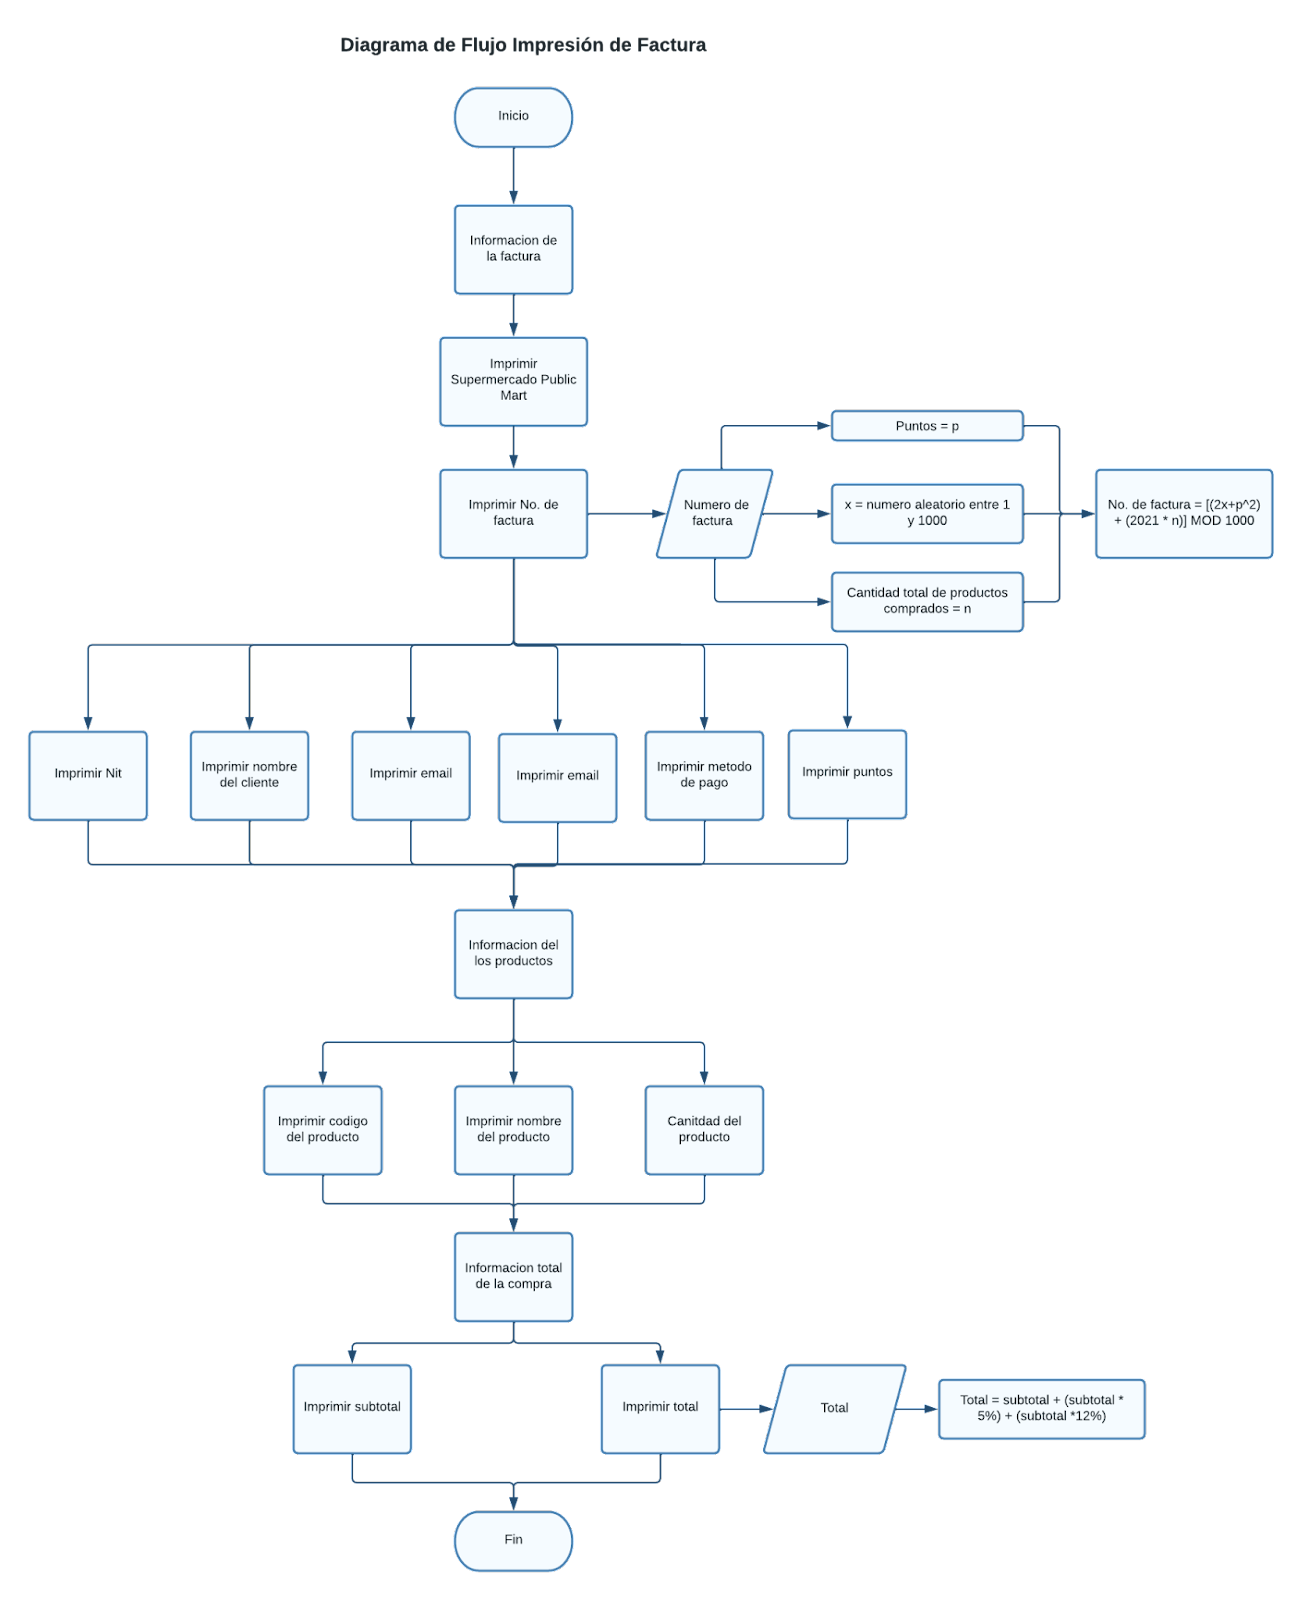 Diagrama de Flujo Impresión de Factura
Inicio
Informacion de
la factura
Imprimir
Supermercado Public
Mart
Imprimir No. de
factura
Numero de
factura
Puntos = p
x = numero aleatorio entre 1
y 1000
Cantidad total de productos
comprados = n
No. de factura = [(2x+p^2)
+ (2021 * n)] MOD 1000
Imprimir Nit
Imprimir nombre
del cliente
Imprimir email
Imprimir email
Imprimir metodo
de pago
Imprimir puntos
Informacion del
los productos
Imprimir codigo
del producto
Imprimir nombre
del producto
Canitdad del
producto
Informacion total
de la compra
Imprimir subtotal
Imprimir total
Total
Total = subtotal + (subtotal *
5%) + (subtotal *12%)
Fin